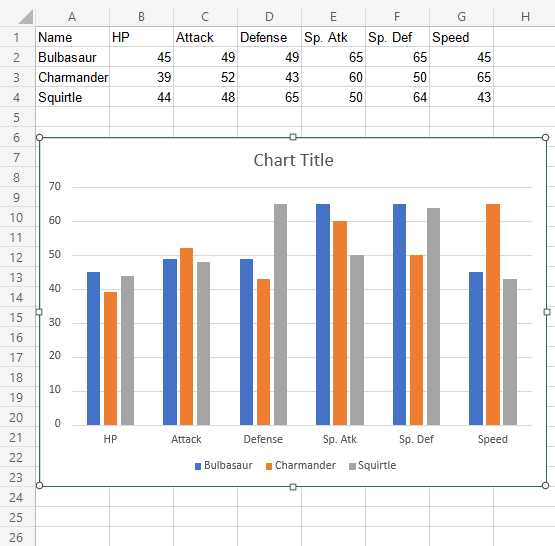 A B C D E F G H
1 Name HP Attack Defense Sp. Atk Sp. Def Speed
2 Bulbasaur 45 49 49 65 65 45
3 Charmander 39 52 43 60 50 65
4 Squirtle 44 48 65 50 64 43
5
6
7 Chart Title
8
9 70
10 60
11
12 50
13 40
14
15 30
16
17 20
18
19 10
20 0
21 HP Attack Defense Sp. Atk Sp. Def Speed
22 Bulbasaur Charmander Squirtle
23
24
25
26